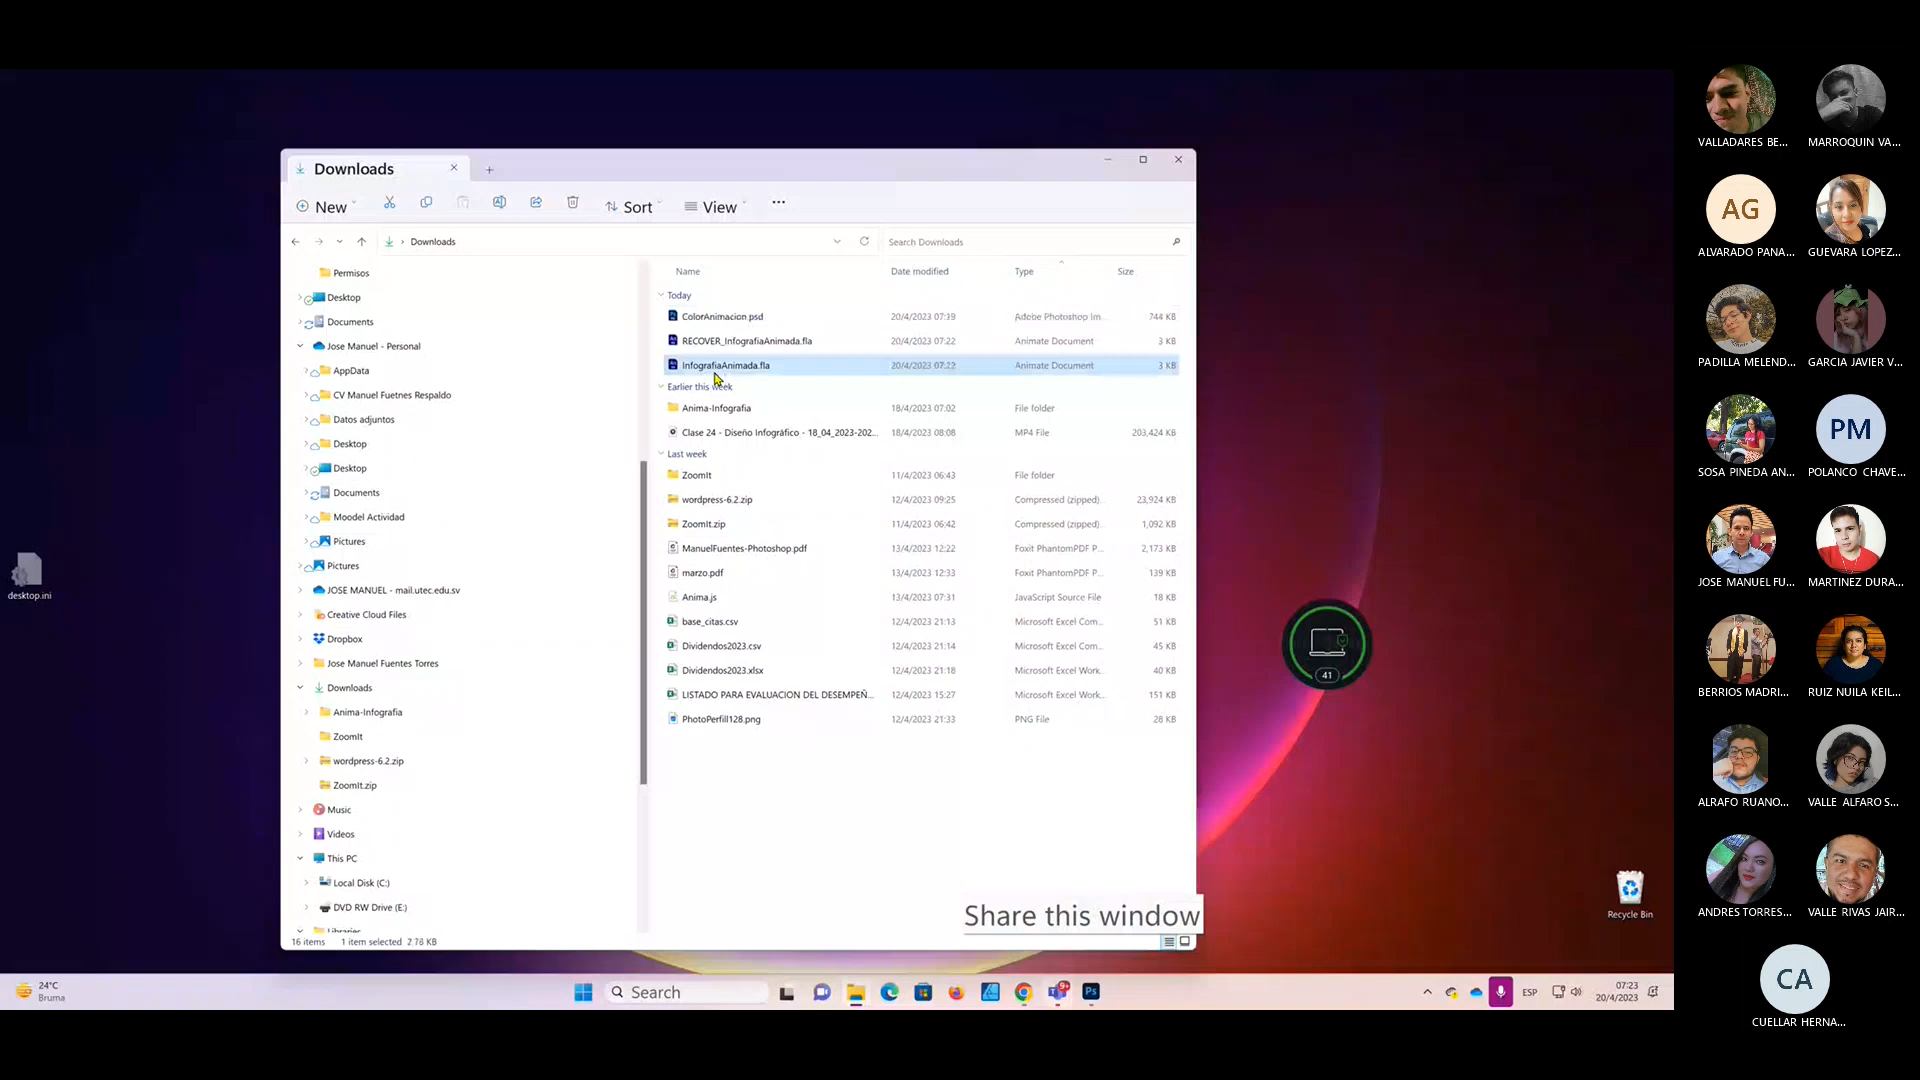 Downloads
New
Sort
View
Downloads
Search Downloads
Permisos
Desktop
Documents
Jose Manuel - Personal
AppData
CV Manuel Fuetnes Respaldo
Datos adjuntos
Desktop
Desktop
Documents
Moodel Actividad
Pictures
Pictures
JOSE MANUEL - mail.utec.edu.sv
Creative Cloud Files
Dropbox
Jose Manuel Fuentes Torres
Downloads
Anima-Infografia
ZoomIt
wordpress-6.2.zip
ZoomIt.zip
Music
Videos
This PC
Local Disk (C:)
DVD RW Drive (E:)
Libraries
Name Date modified Type Size
Today
ColorAnimacion.psd 20/4/2023 07:19 Adobe Photoshop Im... 744 KB
RECOVER_InfografiaAnimada.fla 20/4/2023 07:22 Animate Document 3 KB
InfografiaAnimada.fla 20/4/2023 07:22 Animate Document 3 KB
Earlier this week
Anima-Infografia 18/4/2023 07:02 File folder
Clase 24 - Diseño Infográfico - 18_04_2023-202... 18/4/2023 08:08 MP4 File 203,424 KB
Last week
ZoomIt 11/4/2023 06:43 File folder
wordpress-6.2.zip 12/4/2023 09:25 Compressed (zipped)... 23,924 KB
ZoomIt.zip 11/4/2023 06:42 Compressed (zipped)... 1,092 KB
ManuelFuentes-Photoshop.pdf 13/4/2023 12:22 Foxit PhantomPDF P... 2,173 KB
marzo.pdf 13/4/2023 12:33 Foxit PhantomPDF P... 139 KB
Anima.js 13/4/2023 07:31 JavaScript Source File 18 KB
base_citas.csv 12/4/2023 21:13 Microsoft Excel Com... 51 KB
Dividendos2023.csv 12/4/2023 21:14 Microsoft Excel Com... 45 KB
Dividendos2023.xlsx 12/4/2023 21:18 Microsoft Excel Work... 40 KB
LISTADO PARA EVALUACION DEL DESEMPEÑ... 12/4/2023 15:27 Microsoft Excel Work... 151 KB
PhotoPerfil128.png 12/4/2023 21:33 PNG File 28 KB
Share this window
16 items 1 item selected 2.78 KB
desktop.ini
41
Recycle Bin
24°C
Bruma
Search
9+
Ps
ESP
07:23
20/4/2023
VALLADARES BE... MARROQUIN VA...
AG
ALVARADO PANA... GUEVARA LOPEZ...
PADILLA MELEND... GARCIA JAVIER V...
PM
SOSA PINEDA AN... POLANCO CHAVE...
JOSE MANUEL FU... MARTINEZ DURA...
BERRIOS MADRI... RUIZ NUILA KEIL...
ALRAFO RUANO... VALLE ALFARO S...
ANDRES TORRES... VALLE RIVAS JAIR...
CA
CUELLAR HERNA...